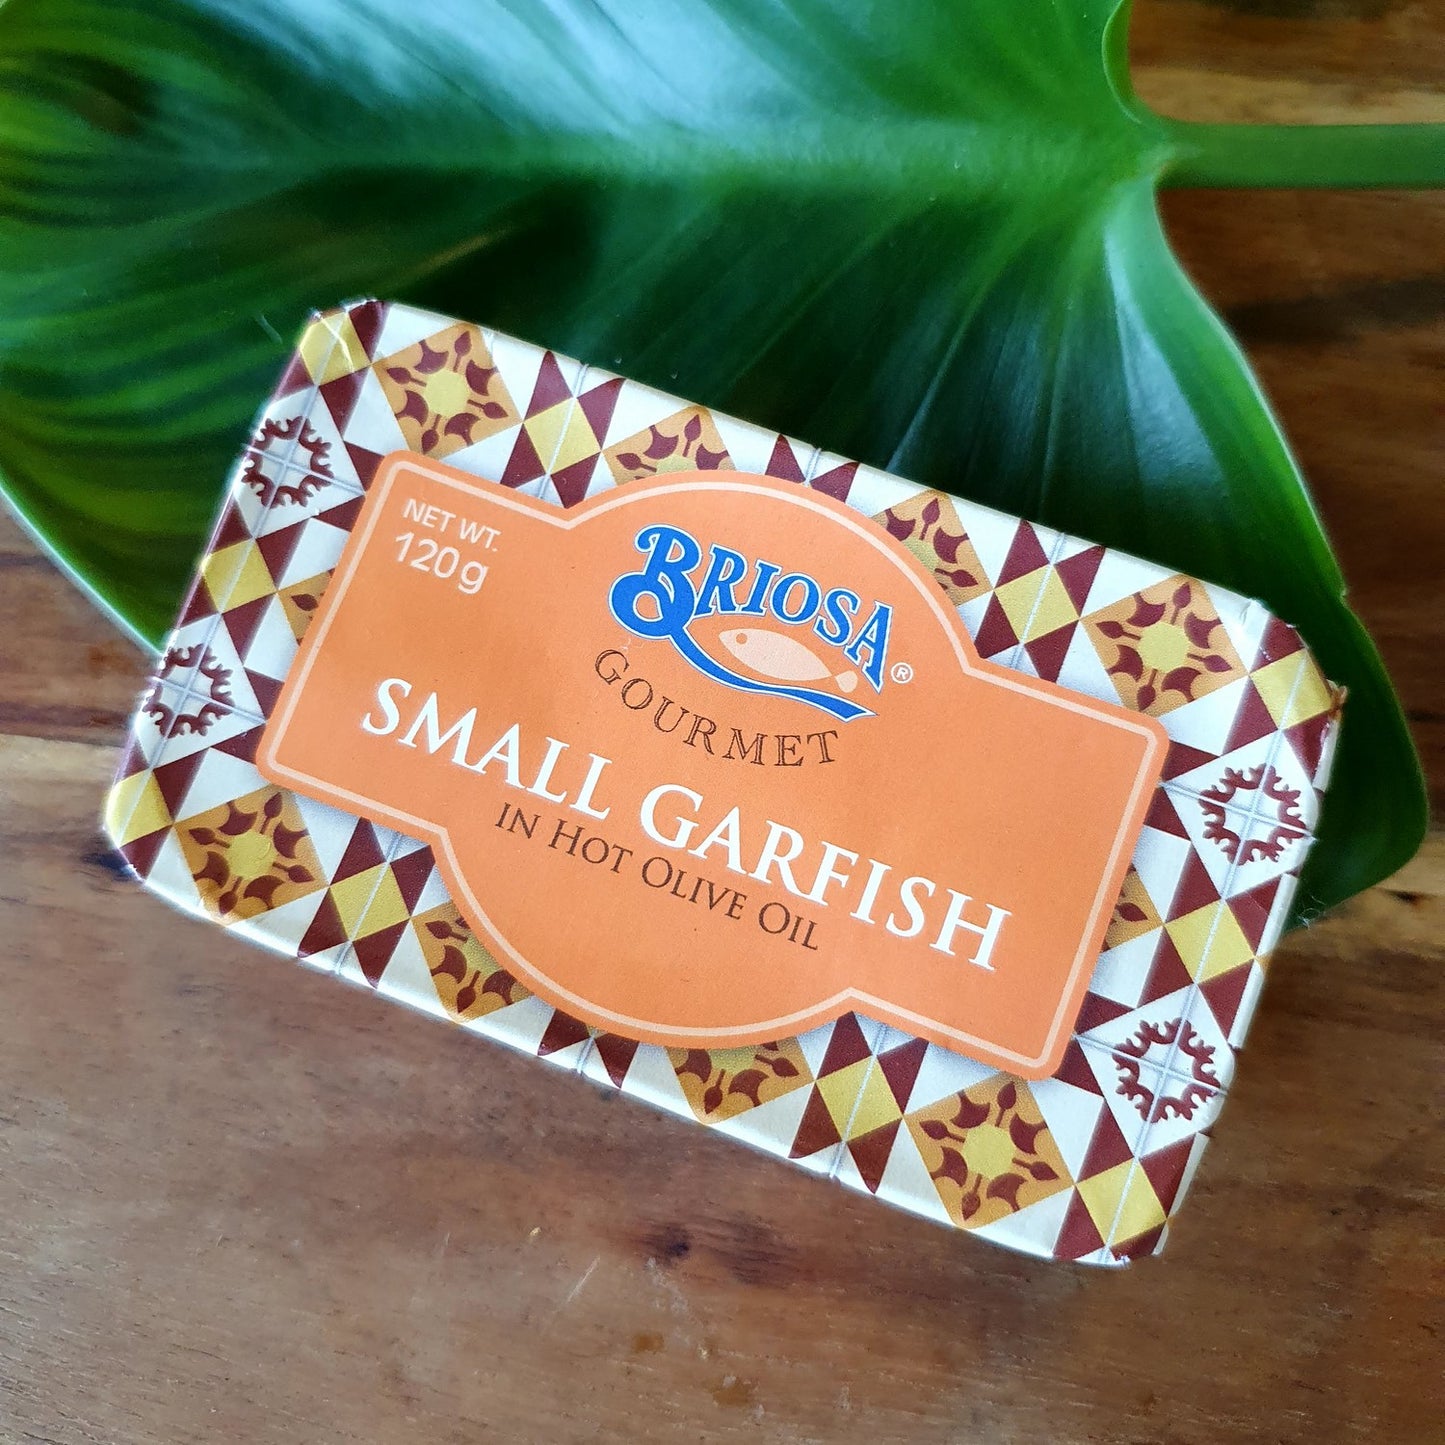 NET WT.
120g
BRIOSA®
GOURMET
SMALL GARFISH
IN HOT OLIVE OIL